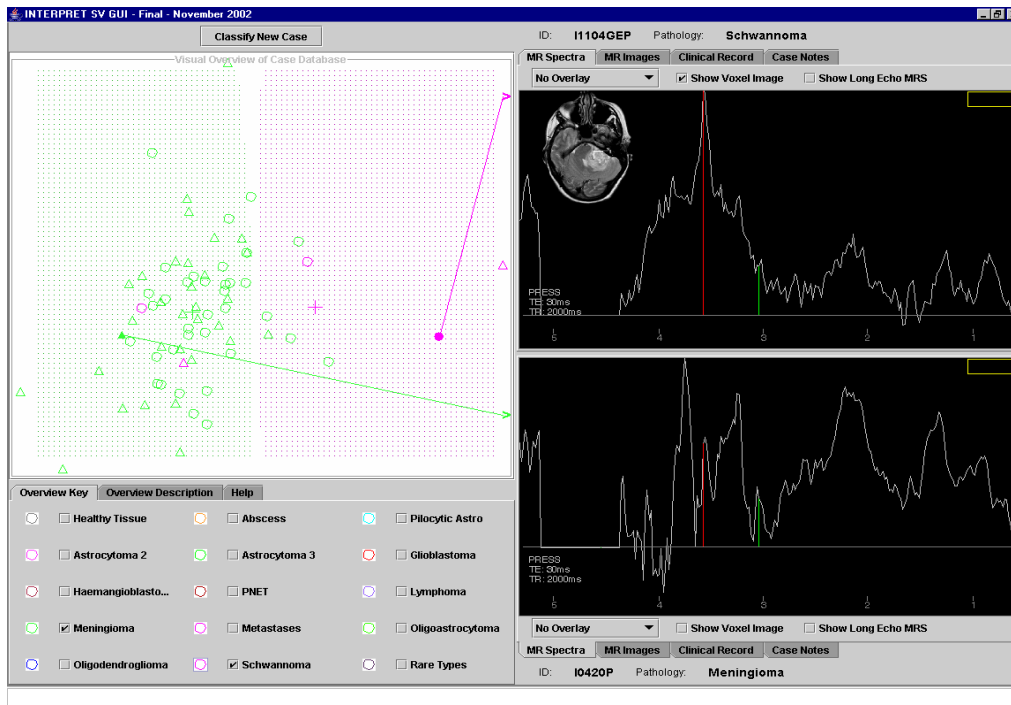 INTERPRET SV GUI - Final - November 2002
Classify New Case
Visual Overview of Case Database
Overview Key Overview Description Help
Healthy Tissue Abscess Pilocytic Astro
Astrocytoma 2 Astrocytoma 3 Glioblastoma
Haemangioblasto... PNET Lymphoma
Meningioma Metastases Oligoastrocytoma
Oligodendroglioma Schwannoma Rare Types
ID: I1104GEP Pathology: Schwannoma
MR Spectra MR Images Clinical Record Case Notes
No Overlay Show Voxel Image Show Long Echo MRS
PRESS
TE: 30ms
TR: 2000ms
5 4 3 2 1
PRESS
TE: 30ms
TR: 2000ms
5 4 3 2 1
No Overlay Show Voxel Image Show Long Echo MRS
MR Spectra MR Images Clinical Record Case Notes
ID: I0420P Pathology: Meningioma